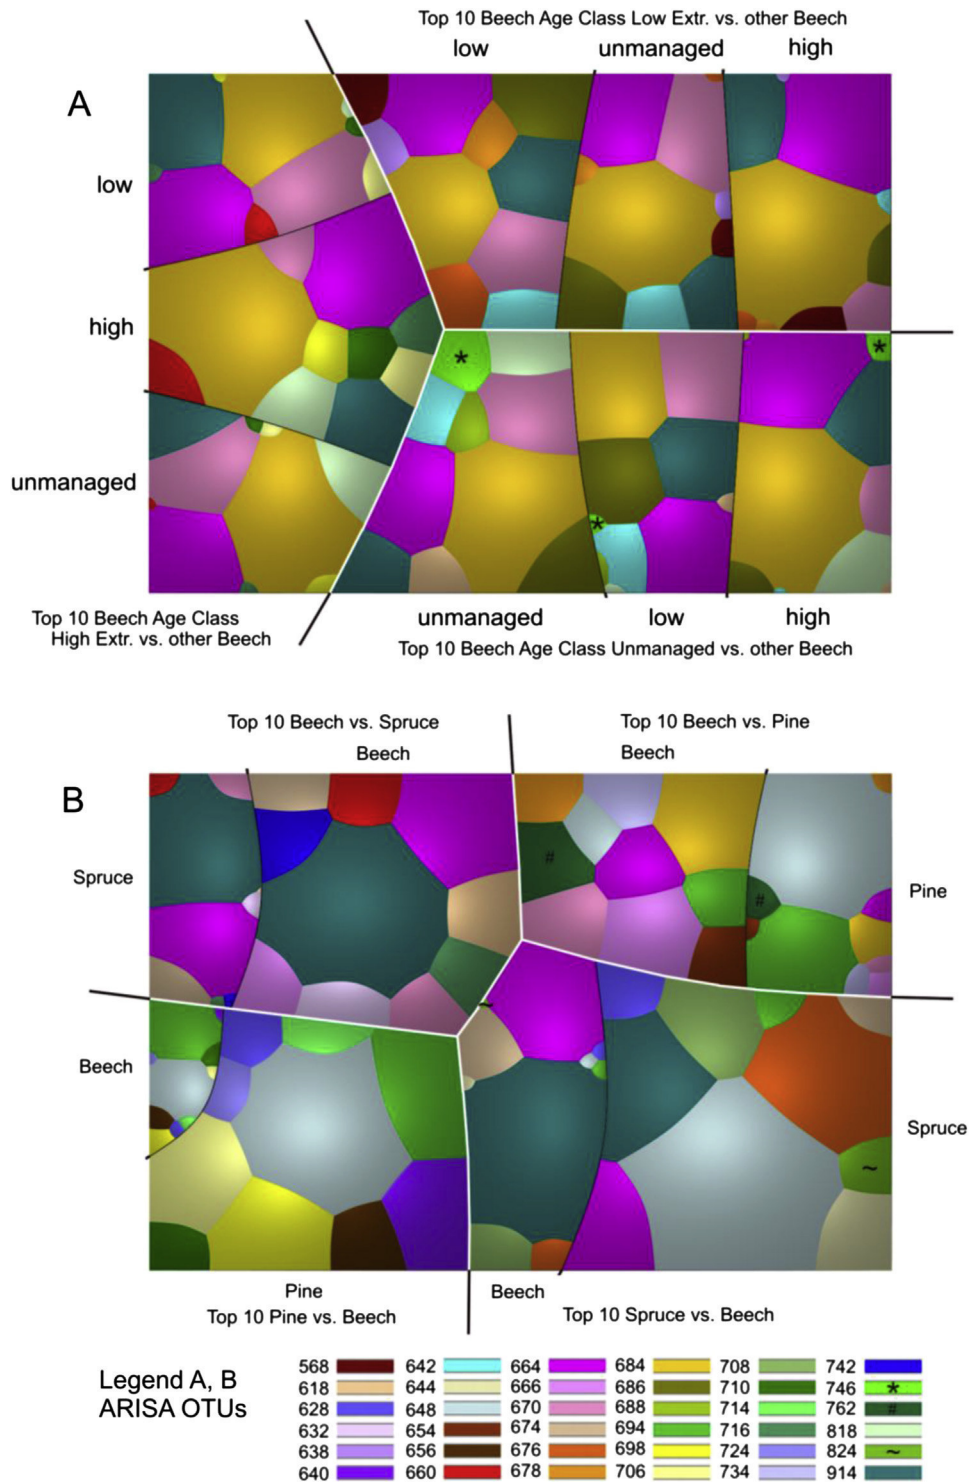 Top 10 Beech Age Class Low Extr. vs. other Beech
low unmanaged high
A
low
high
unmanaged
*
*
*
Top 10 Beech Age Class
High Extr. vs. other Beech
unmanaged low high
Top 10 Beech Age Class Unmanaged vs. other Beech
Top 10 Beech vs. Spruce
Beech
Top 10 Beech vs. Pine
Beech
B
Spruce
#
#
Pine
~
Beech
Spruce
~
Pine
Top 10 Pine vs. Beech
Beech
Top 10 Spruce vs. Beech
Legend A, B
ARISA OTUs
568 642 664 684 708 742
618 644 666 686 710 746 *
628 648 670 688 714 762 #
632 654 674 694 716 818
638 656 676 698 724 824 ~
640 660 678 706 734 914